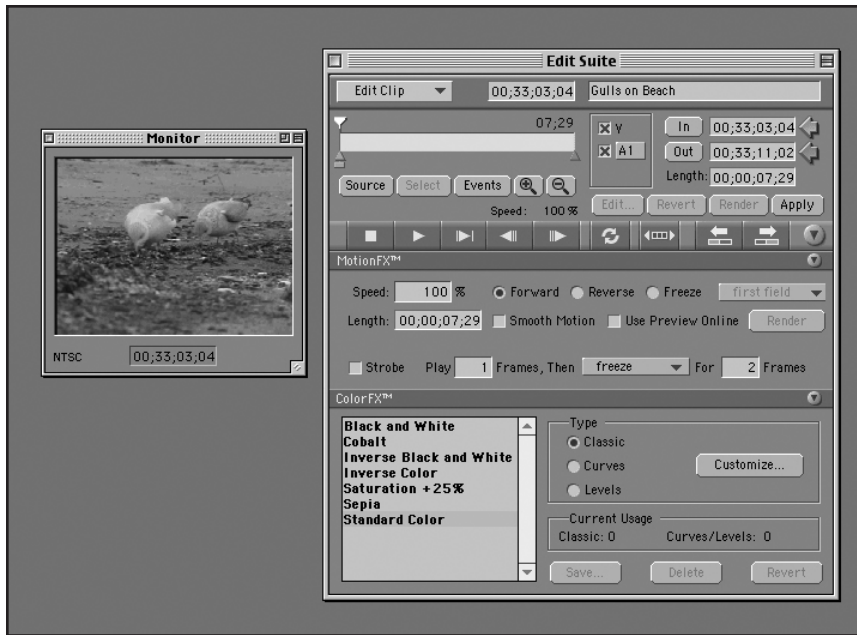 Edit Suite
Edit Clip 00;33;03;04 Gulls on Beach
07;29
V
A1
In 00;33;03;04
Out 00;33;11;02
Length: 00;00;07;29
Source Select Events
Speed: 100 %
Edit... Revert Render Apply
Monitor
NTSC 00;33;03;04
MotionFX™
Speed: 100 % Forward Reverse Freeze first field
Length: 00;00;07;29 Smooth Motion Use Preview Online Render
Strobe Play 1 Frames, Then freeze For 2 Frames
ColorFX™
Black and White
Cobalt
Inverse Black and White
Inverse Color
Saturation +25%
Sepia
Standard Color
Type
Classic
Curves
Levels
Customize...
Current Usage
Classic: 0 Curves/Levels: 0
Save... Delete Revert